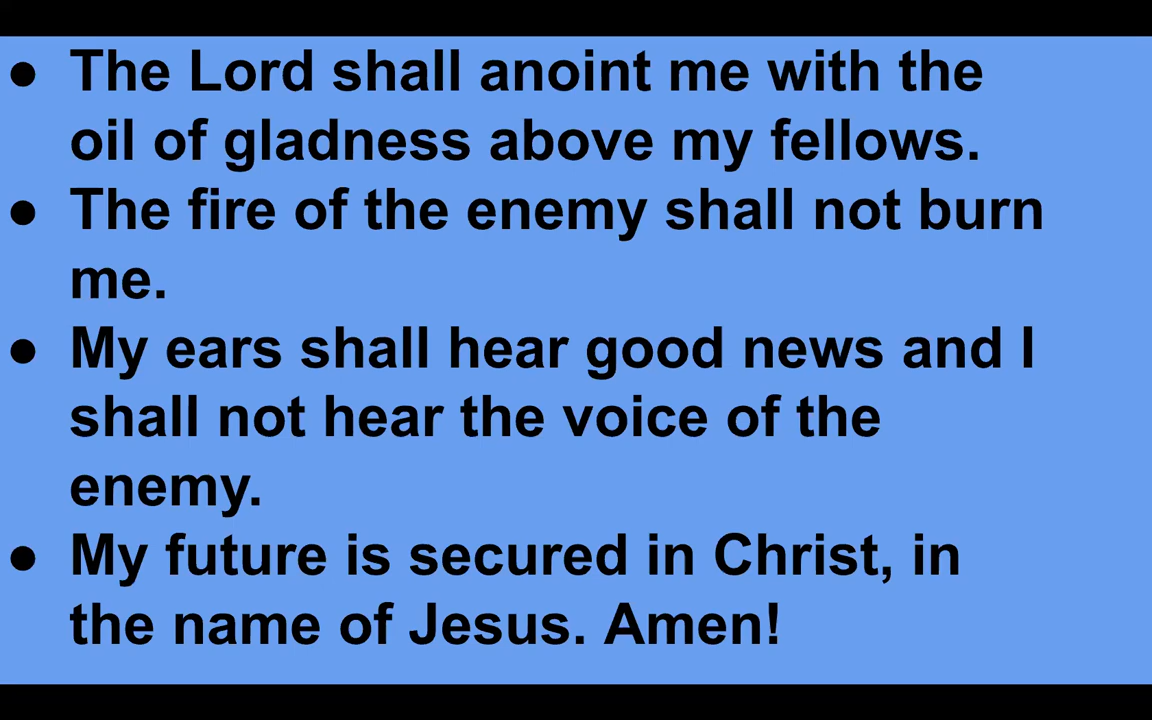 ● The Lord shall anoint me with the
oil of gladness above my fellows.
● The fire of the enemy shall not burn
me.
● My ears shall hear good news and I
shall not hear the voice of the
enemy.
● My future is secured in Christ, in
the name of Jesus. Amen!